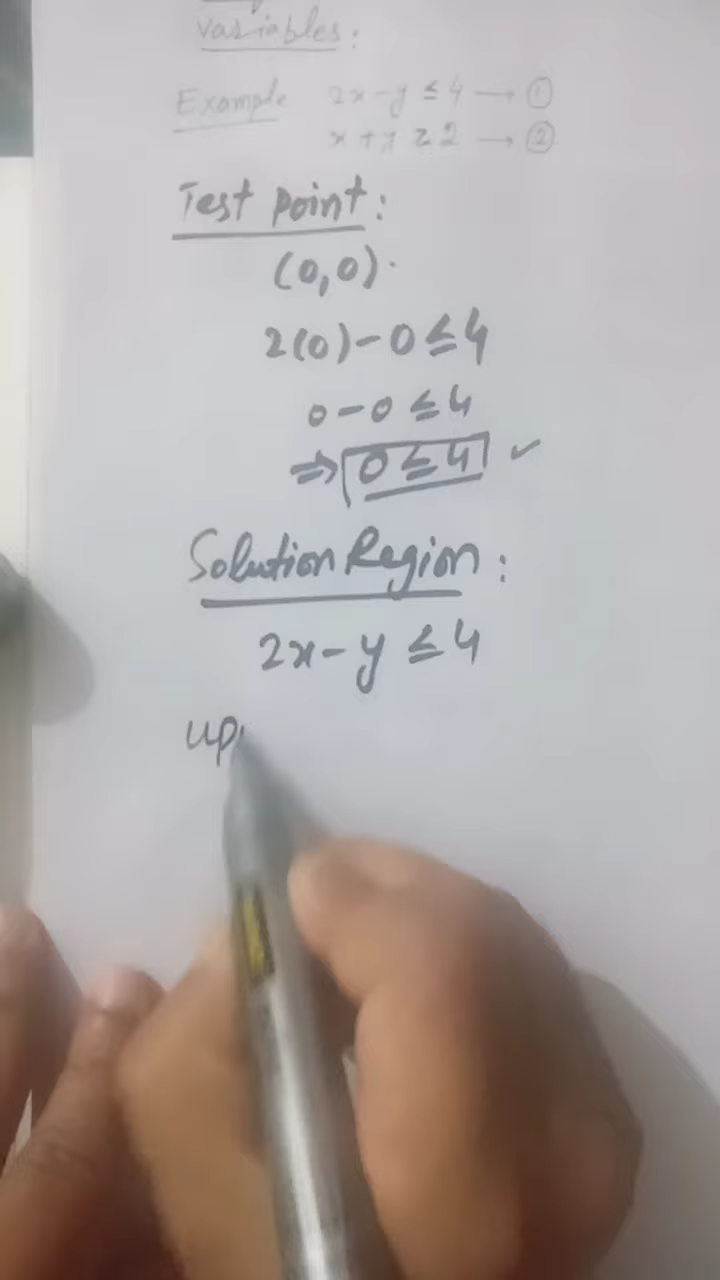 variables:
Example 2x-y ≤ 4 → ①
x + y ≥ 2 → ②
Test point:
(0,0).
2(0)-0 ≤ 4
0-0 ≤ 4
⇒ 0 ≤ 4 ✓
Solution Region:
2x-y ≤ 4
up